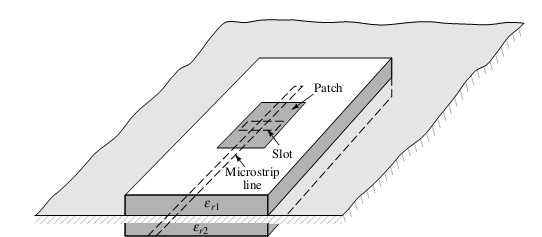 Patch
Slot
Microstrip
line
εr1
εr2